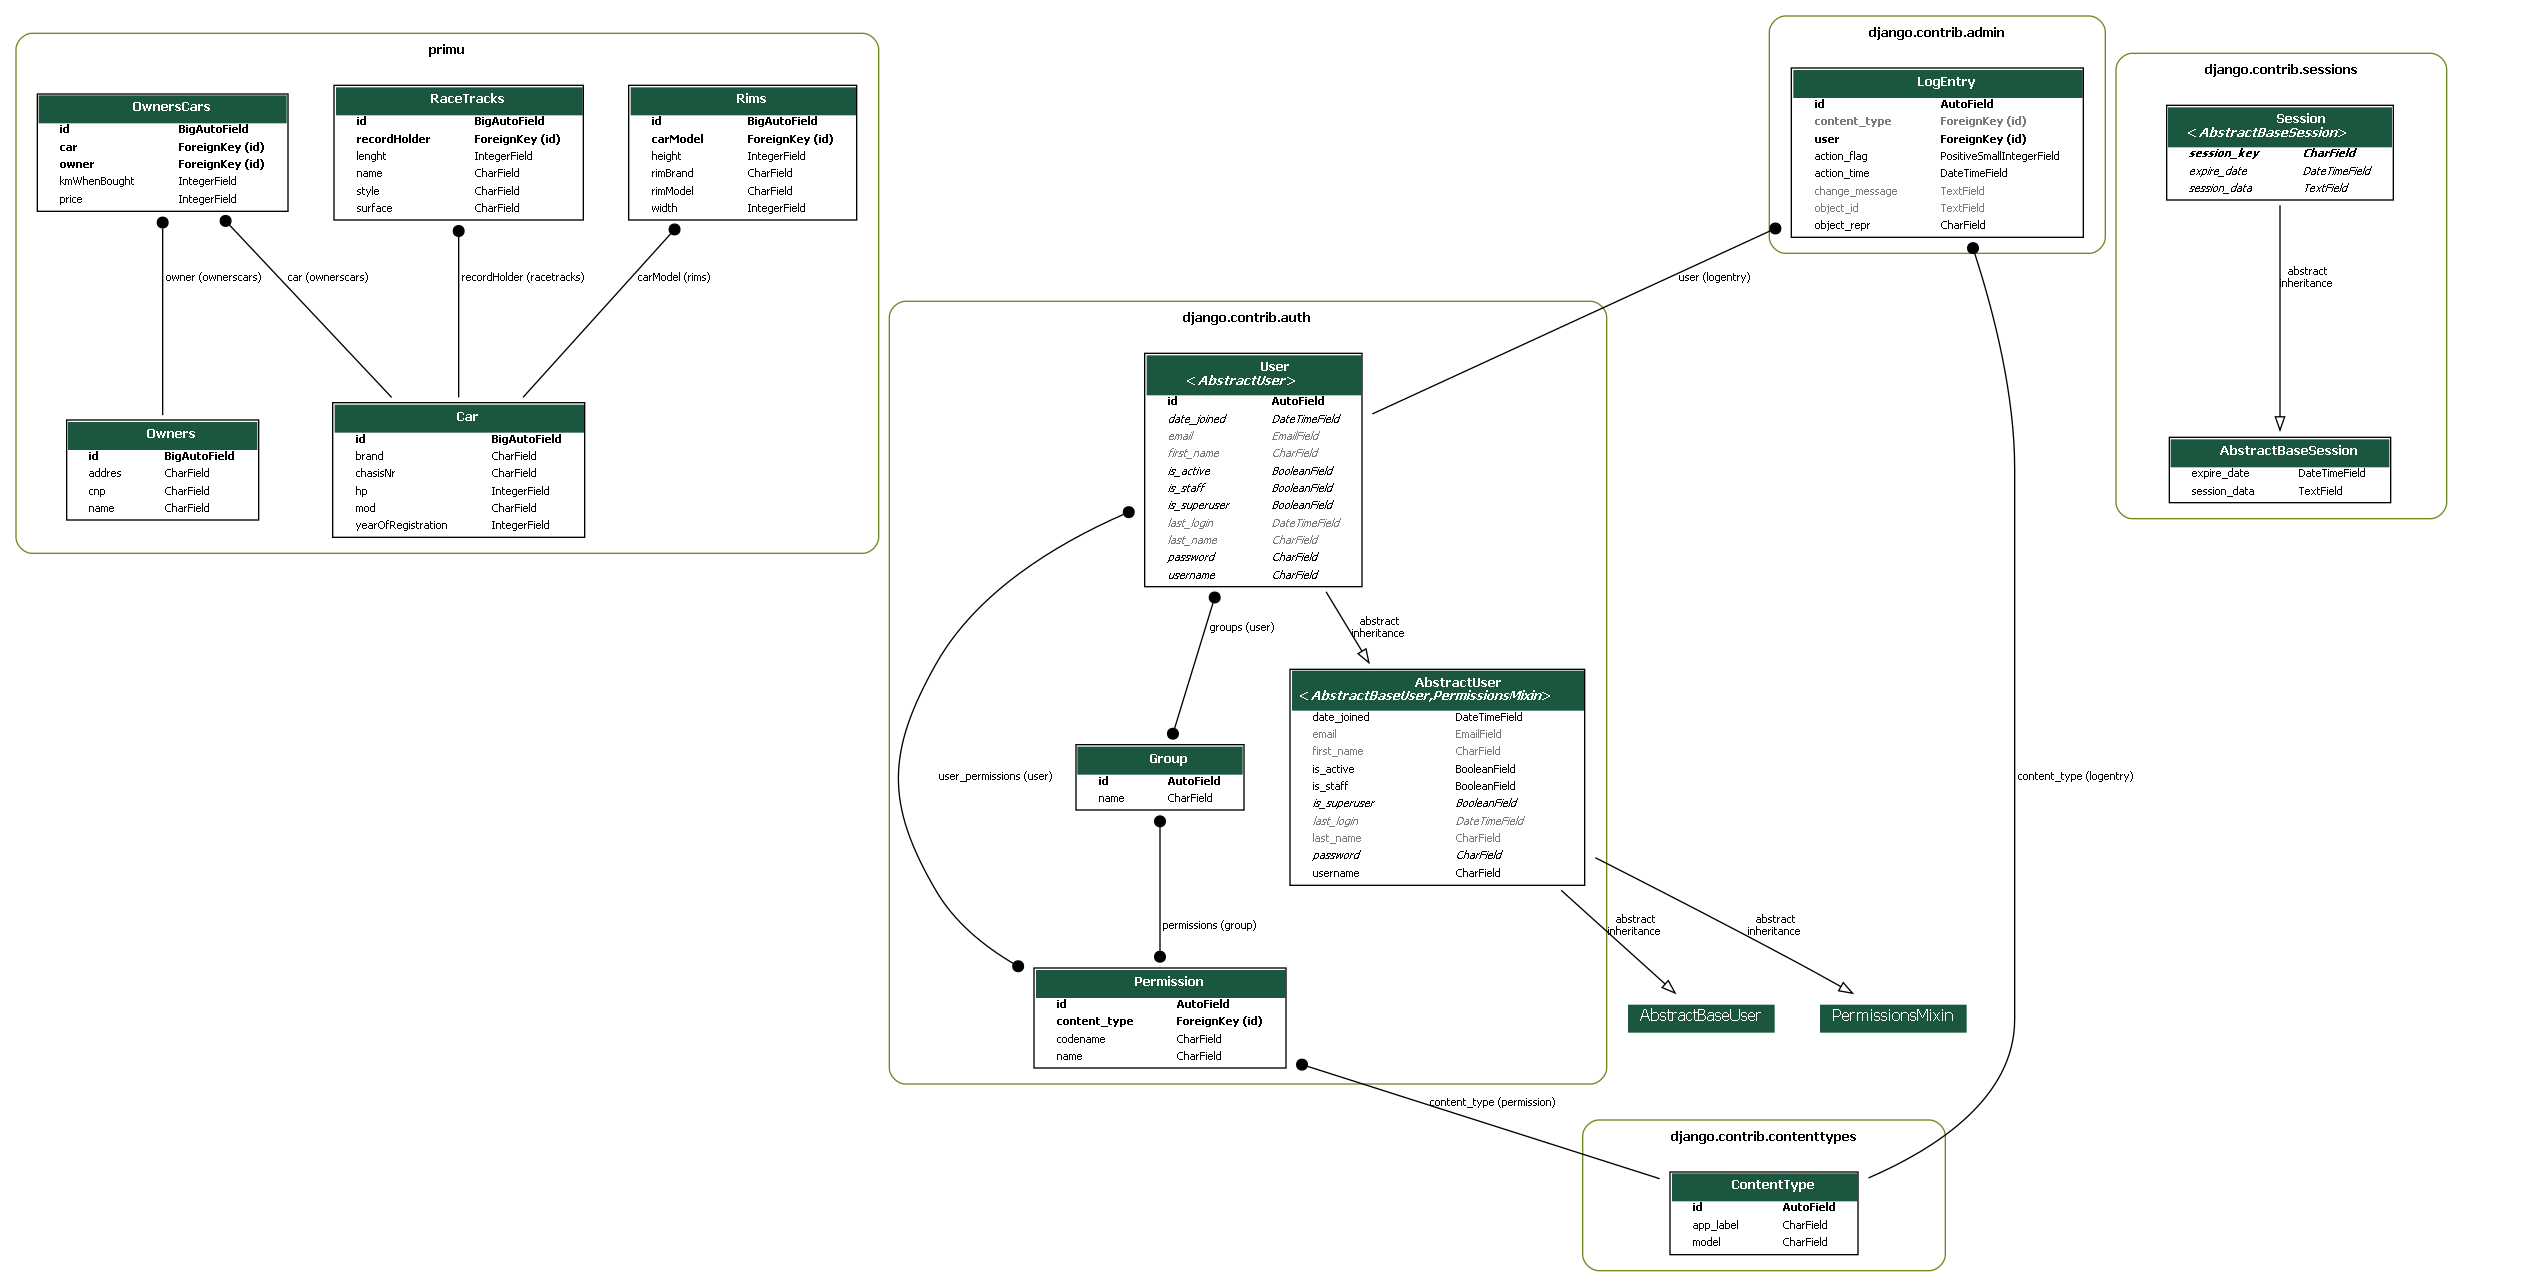 primu
OwnersCars
id BigAutoField
car ForeignKey (id)
owner ForeignKey (id)
kmWhenBought IntegerField
price IntegerField
RaceTracks
id BigAutoField
recordHolder ForeignKey (id)
lenght IntegerField
name CharField
style CharField
surface CharField
Rims
id BigAutoField
carModel ForeignKey (id)
height IntegerField
rimBrand CharField
rimModel CharField
width IntegerField
owner (ownerscars)
car (ownerscars)
recordHolder (racetracks)
carModel (rims)
Owners
id BigAutoField
addres CharField
cnp CharField
name CharField
Car
id BigAutoField
brand CharField
chasisNr CharField
hp IntegerField
mod CharField
yearOfRegistration IntegerField
django.contrib.admin
LogEntry
id AutoField
content_type ForeignKey (id)
user ForeignKey (id)
action_flag PositiveSmallIntegerField
action_time DateTimeField
change_message TextField
object_id TextField
object_repr CharField
user (logentry)
content_type (logentry)
django.contrib.sessions
Session
<AbstractBaseSession>
session_key CharField
expire_date DateTimeField
session_data TextField
abstract
inheritance
AbstractBaseSession
expire_date DateTimeField
session_data TextField
django.contrib.auth
User
<AbstractUser>
id AutoField
date_joined DateTimeField
email EmailField
first_name CharField
is_active BooleanField
is_staff BooleanField
is_superuser BooleanField
last_login DateTimeField
last_name CharField
password CharField
username CharField
groups (user)
abstract
inheritance
AbstractUser
<AbstractBaseUser,PermissionsMixin>
date_joined DateTimeField
email EmailField
first_name CharField
is_active BooleanField
is_staff BooleanField
is_superuser BooleanField
last_login DateTimeField
last_name CharField
password CharField
username CharField
user_permissions (user)
Group
id AutoField
name CharField
permissions (group)
abstract
inheritance
abstract
inheritance
Permission
id AutoField
content_type ForeignKey (id)
codename CharField
name CharField
AbstractBaseUser
PermissionsMixin
content_type (permission)
django.contrib.contenttypes
ContentType
id AutoField
app_label CharField
model CharField